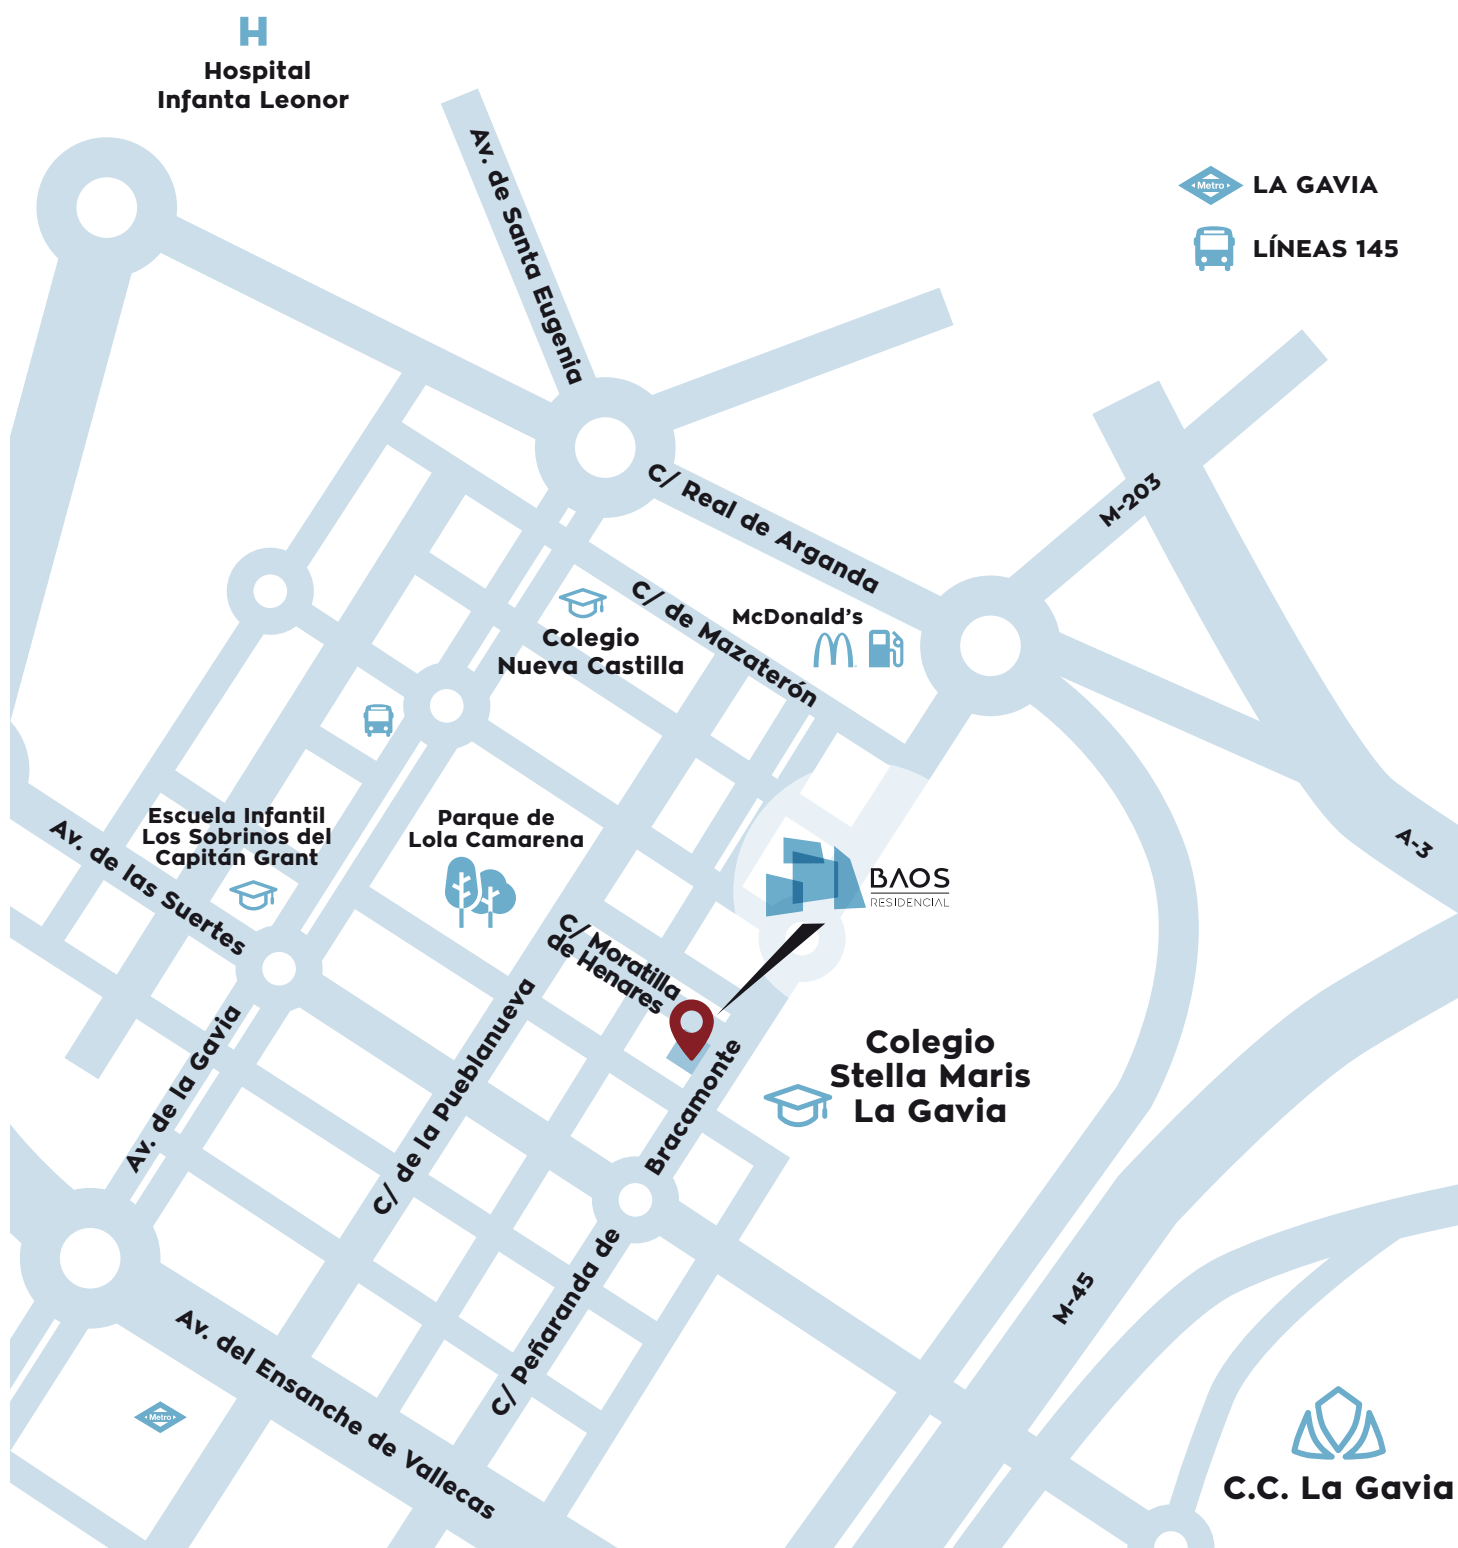 Hospital
Infanta Leonor
Av. de Santa Eugenia
Metro
LA GAVIA
LÍNEAS 145
M-203
C/ Real de Arganda
C/ de Mazaterón
McDonald's
Colegio
Nueva Castilla
Escuela Infantil
Los Sobrinos del
Capitán Grant
Parque de
Lola Camarena
A-3
Av. de las Suertes
BAOS
RESIDENCIAL
C/ Moratilla
de Henares
Av. de la Gavia
C/ de la Pueblanueva
Bracamonte
C/ Peñaranda de
Colegio
Stella Maris
La Gavia
M-45
Av. del Ensanche de Vallecas
Metro
C.C. La Gavia